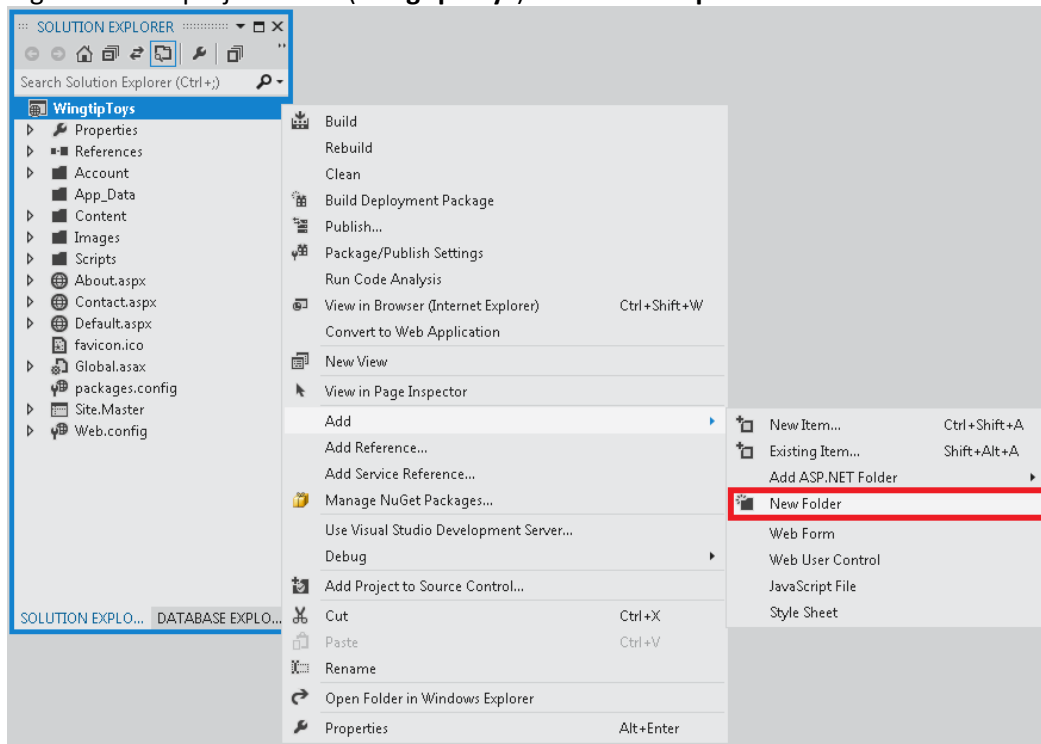 SOLUTION EXPLORER
Search Solution Explorer (Ctrl+;)
WingtipToys
Properties
References
Account
App_Data
Content
Images
Scripts
About.aspx
Contact.aspx
Default.aspx
favicon.ico
Global.asax
packages.config
Site.Master
Web.config
SOLUTION EXPLO... DATABASE EXPLO...
Build
Rebuild
Clean
Build Deployment Package
Publish...
Package/Publish Settings
Run Code Analysis
View in Browser (Internet Explorer) Ctrl+Shift+W
Convert to Web Application
New View
View in Page Inspector
Add
Add Reference...
Add Service Reference...
Manage NuGet Packages...
Use Visual Studio Development Server...
Debug
Add Project to Source Control...
Cut Ctrl+X
Paste Ctrl+V
Rename
Open Folder in Windows Explorer
Properties Alt+Enter
New Item... Ctrl+Shift+A
Existing Item... Shift+Alt+A
Add ASP.NET Folder
New Folder
Web Form
Web User Control
JavaScript File
Style Sheet